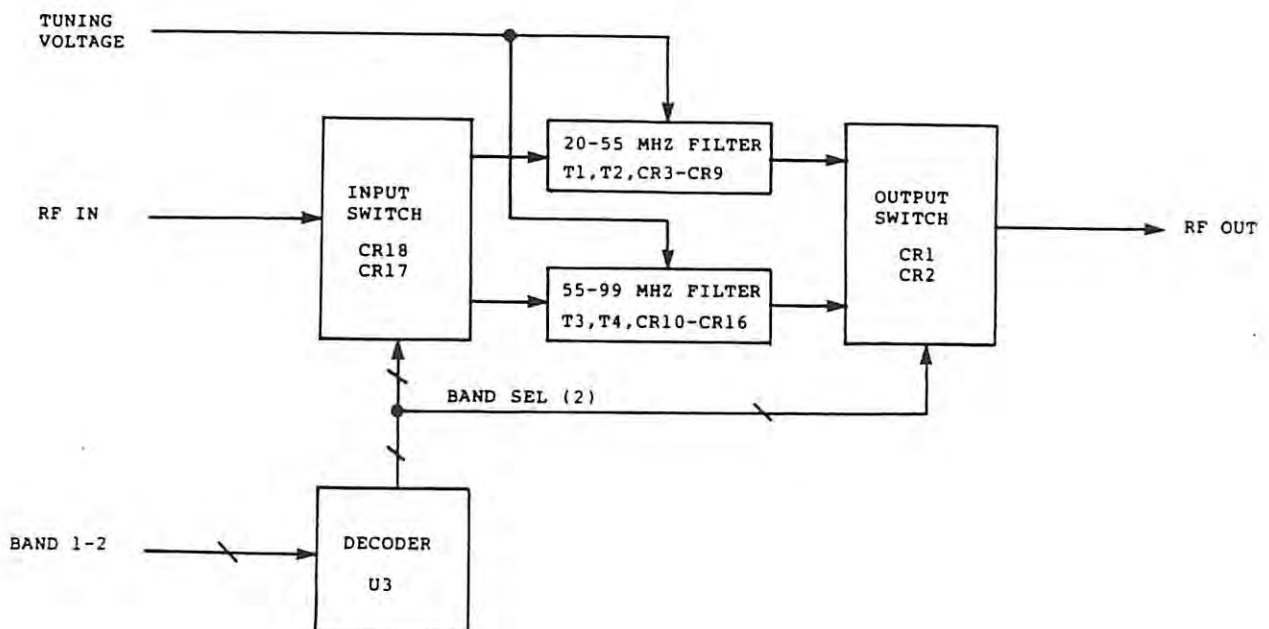 TUNING
VOLTAGE
20-55 MHZ FILTER
T1,T2,CR3-CR9
INPUT
SWITCH
CR18
CR17
RF IN
OUTPUT
SWITCH
CR1
CR2
RF OUT
55-99 MHZ FILTER
T3,T4,CR10-CR16
BAND SEL (2)
BAND 1-2
DECODER
U3